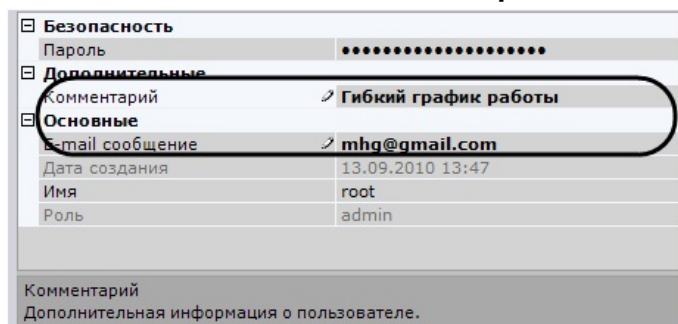 Безопасность
Пароль ••••••••••••••••••••
Дополнительные
Комментарий Гибкий график работы
Основные
E-mail сообщение mhg@gmail.com
Дата создания 13.09.2010 13:47
Имя root
Роль admin
Комментарий
Дополнительная информация о пользователе.